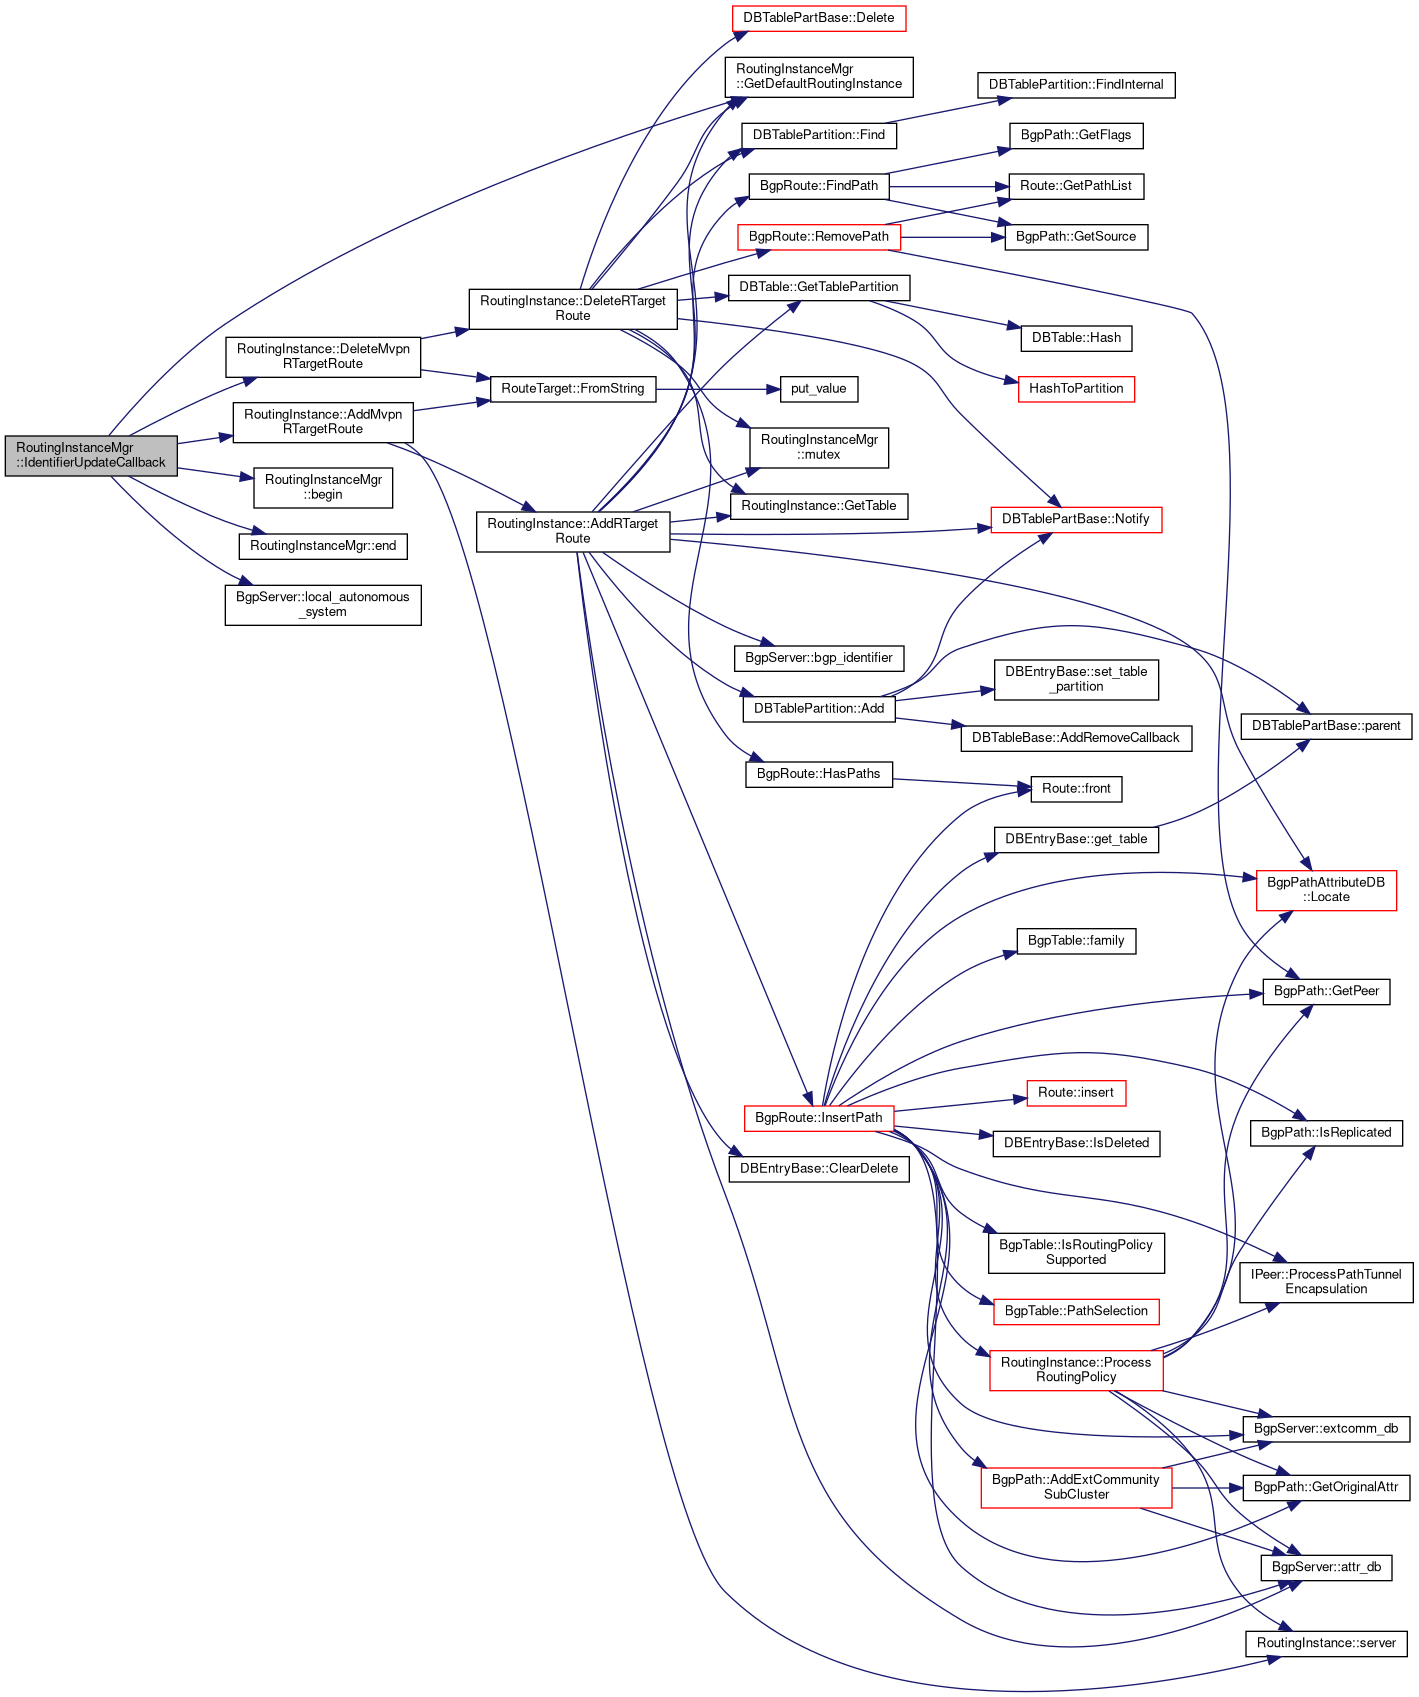 DBTablePartBase::Delete
RoutingInstanceMgr
::GetDefaultRoutingInstance
DBTablePartition::FindInternal
DBTablePartition::Find
BgpPath::GetFlags
BgpRoute::FindPath
Route::GetPathList
BgpRoute::RemovePath
BgpPath::GetSource
RoutingInstance::DeleteRTarget
Route
DBTable::GetTablePartition
DBTable::Hash
RoutingInstance::DeleteMvpn
RTargetRoute
RouteTarget::FromString
put_value
HashToPartition
RoutingInstance::AddMvpn
RTargetRoute
RoutingInstanceMgr
::IdentifierUpdateCallback
RoutingInstanceMgr
::mutex
RoutingInstanceMgr
::begin
RoutingInstance::GetTable
DBTablePartBase::Notify
RoutingInstance::AddRTarget
Route
RoutingInstanceMgr::end
BgpServer::local_autonomous
_system
BgpServer::bgp_identifier
DBEntryBase::set_table
_partition
DBTablePartition::Add
DBTableBase::AddRemoveCallback
DBTablePartBase::parent
BgpRoute::HasPaths
Route::front
DBEntryBase::get_table
BgpPathAttributeDB
::Locate
BgpTable::family
BgpPath::GetPeer
Route::insert
BgpRoute::InsertPath
BgpPath::IsReplicated
DBEntryBase::IsDeleted
DBEntryBase::ClearDelete
BgpTable::IsRoutingPolicy
Supported
IPeer::ProcessPathTunnel
Encapsulation
BgpTable::PathSelection
RoutingInstance::Process
RoutingPolicy
BgpServer::extcomm_db
BgpPath::AddExtCommunity
SubCluster
BgpPath::GetOriginalAttr
BgpServer::attr_db
RoutingInstance::server